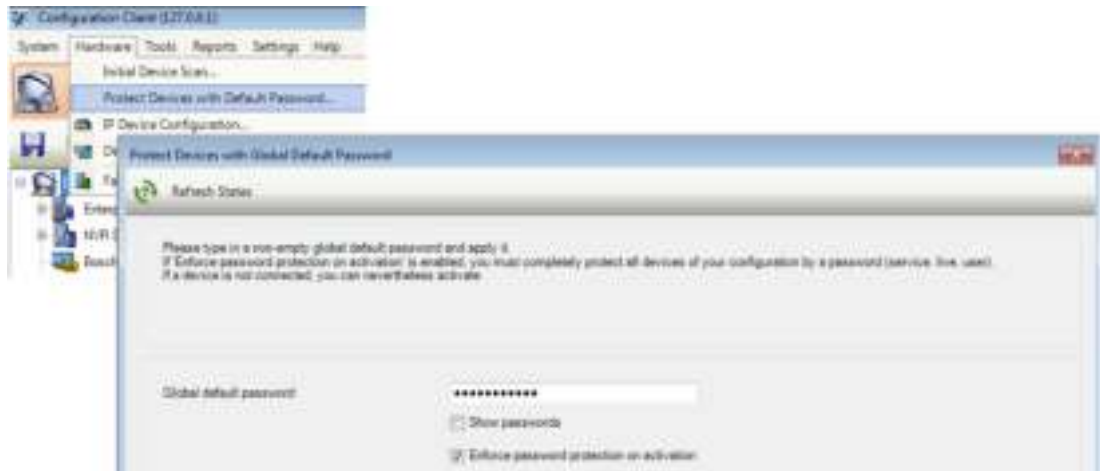 Configuration Client (127.0.0.1)
System Hardware Tools Reports Settings Help
Initial Device Scan...
Protect Devices with Default Password...
IP Device Configuration...
Protect Devices with Global Default Password
Refresh States
Enterp
NVR
Bosch
Please type in a non-empty global default password and apply it.
If 'Enforce password protection on activation' is enabled, you must completely protect all devices of your configuration by a password (service, live, user).
If a device is not connected, you can nevertheless activate.
Global default password
Show passwords
Enforce password protection on activation